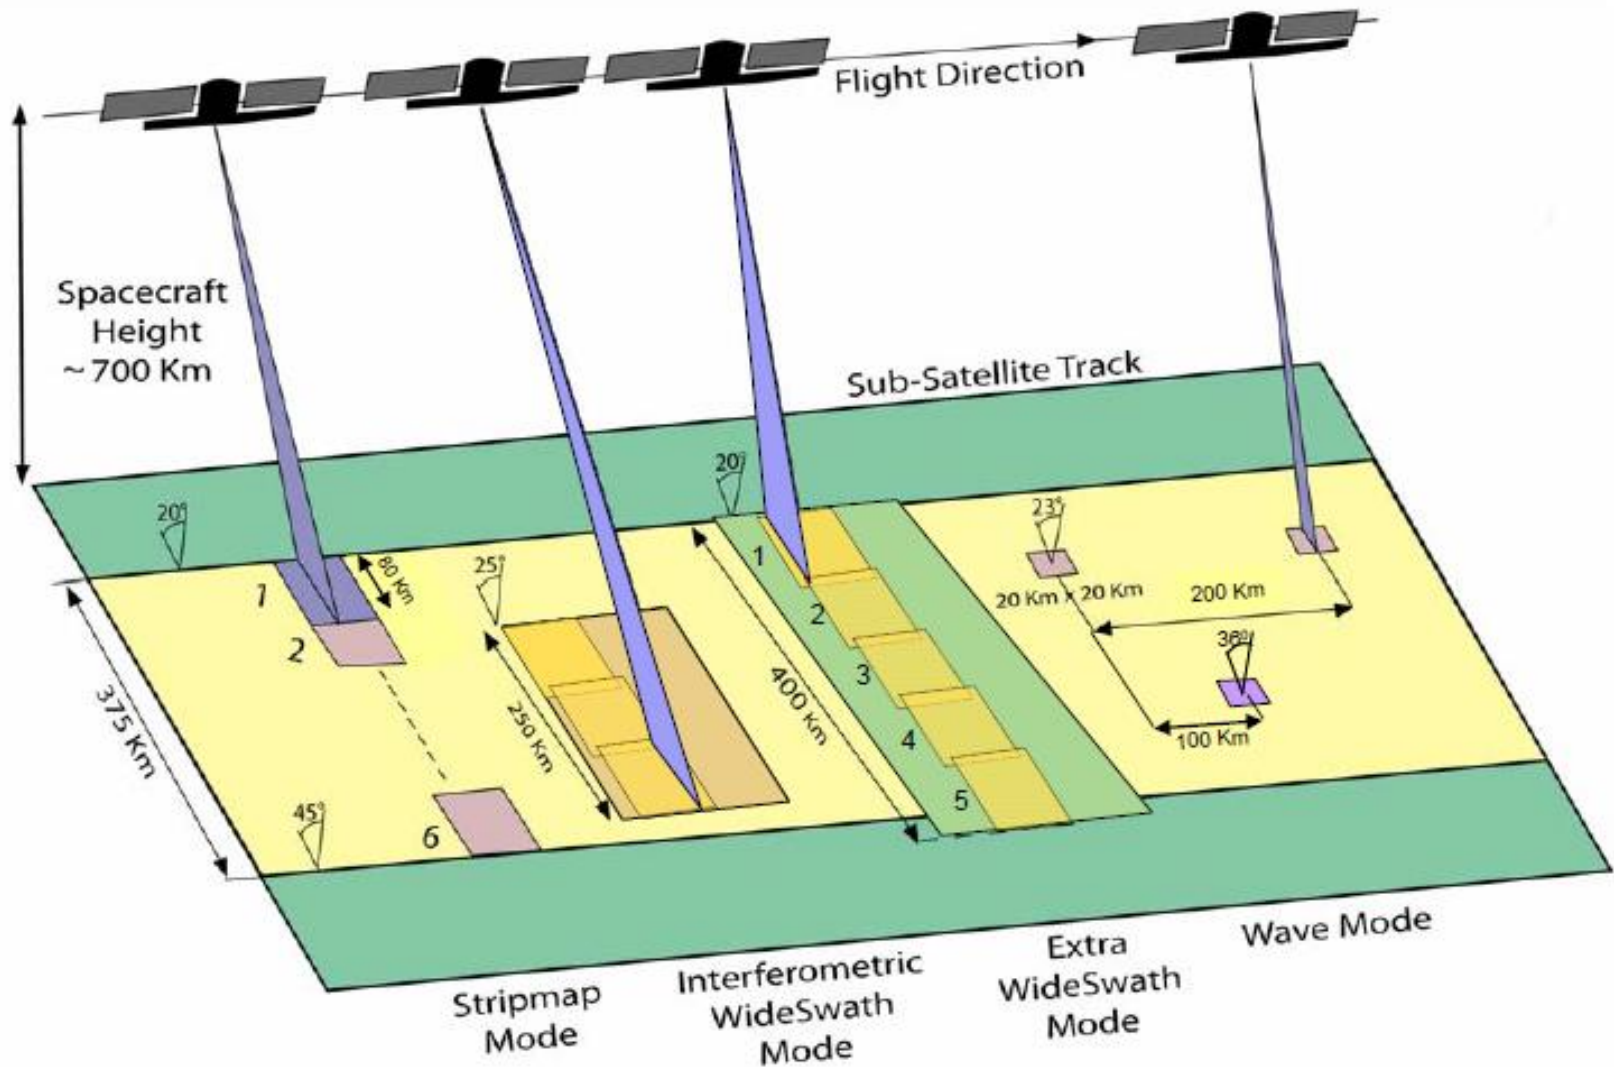 Flight Direction
Spacecraft
Height
~ 700 Km
Sub-Satellite Track
20°
20°
23°
25°
1
80 Km
1
20 Km x 20 Km
200 Km
2
2
36°
3
375 Km
250 Km
400 Km
4
100 Km
45°
6
5
Stripmap
Mode
Interferometric
WideSwath
Mode
Extra
WideSwath
Mode
Wave Mode